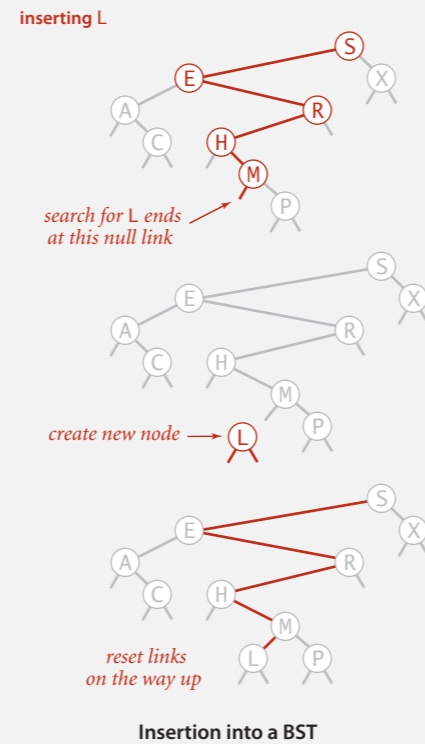 inserting L
S
E
X
A
R
C
H
M
P
search for L ends
at this null link
S
E
X
A
R
C
H
M
P
create new node
L
S
E
X
A
R
C
H
M
reset links
on the way up
L
P
Insertion into a BST